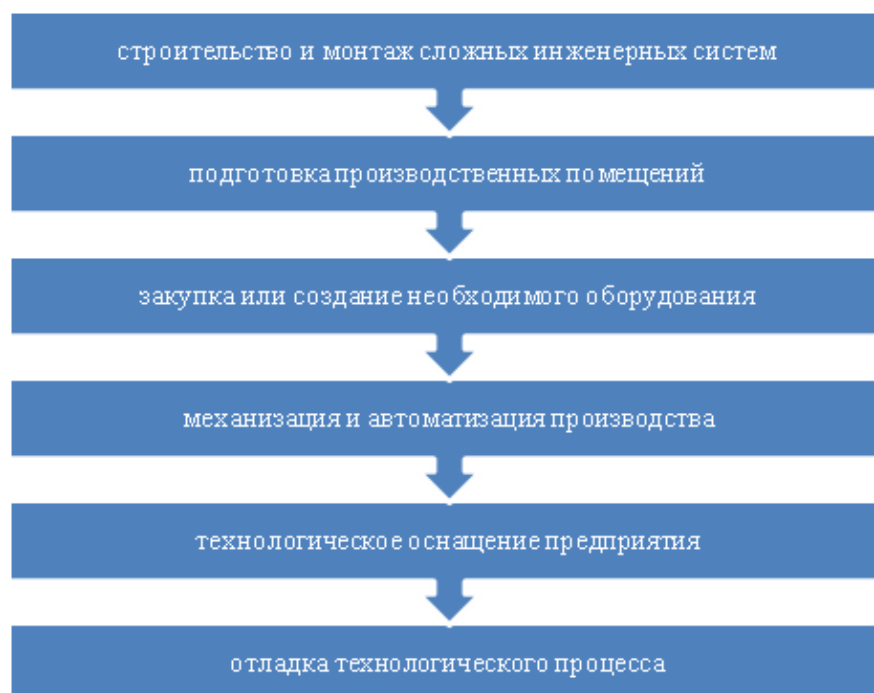 строительство и монтаж сложных инженерных систем
подготовка производственных помещений
закупка или создание необходимого оборудования
механизация и автоматизация производства
технологическое оснащение предприятия
отладка технологического процесса